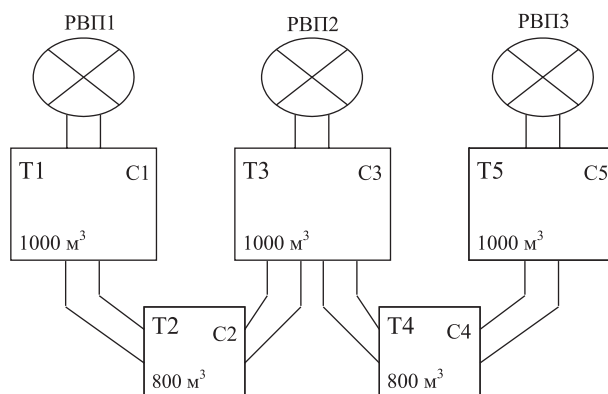 РВП1 РВП2 РВП3
T1 C1 T3 C3 T5 C5
1000 м³ 1000 м³ 1000 м³
T2 C2 T4 C4
800 м³ 800 м³